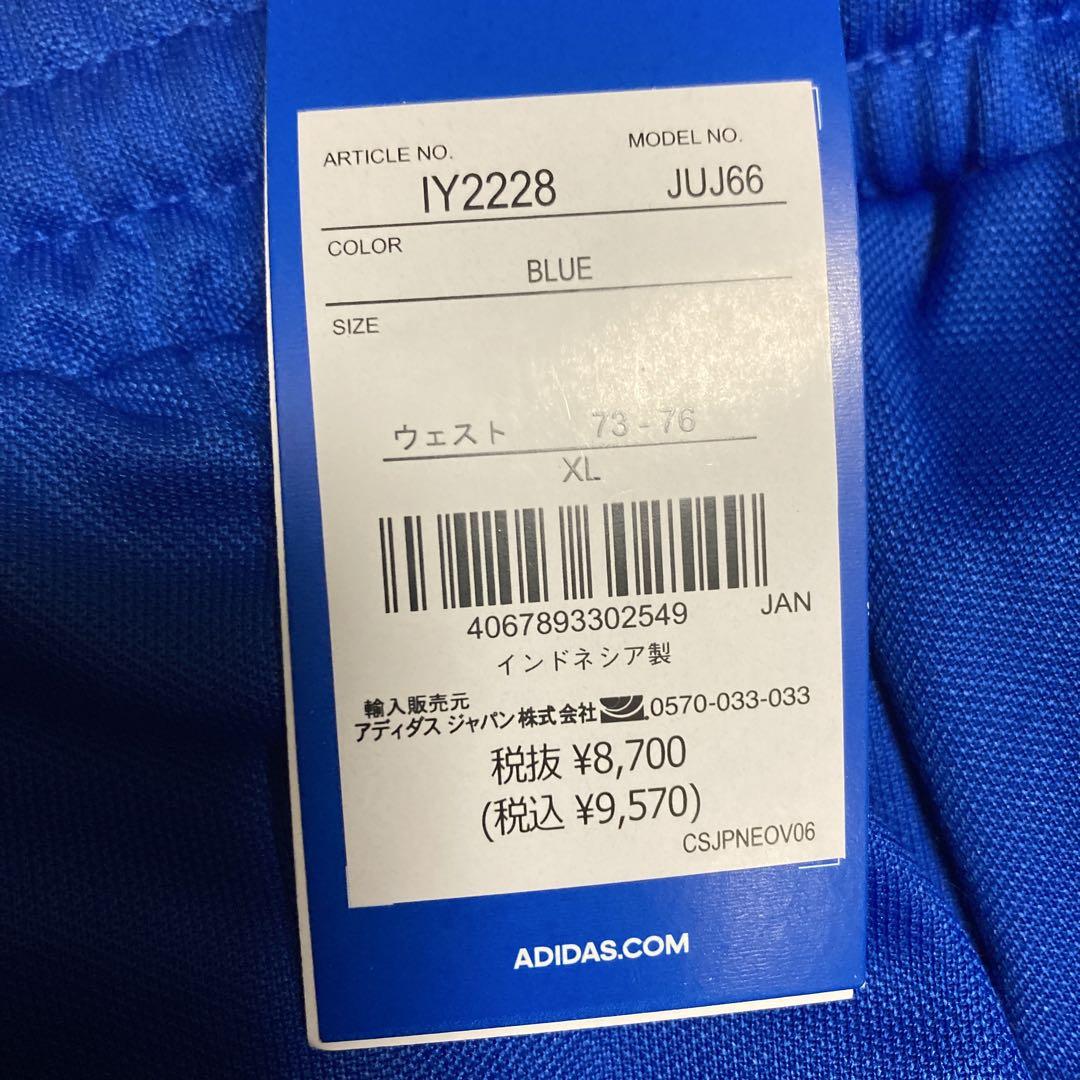 ARTICLE NO. MODEL NO.
IY2228 JUJ66
COLOR
BLUE
SIZE
ウェスト 73 - 76
XL
4067893302549 JAN
インドネシア製
輸入販売元
アディダス ジャパン株式会社 0570-033-033
税抜 ¥8,700
(税込 ¥9,570)
CSJPNEOV06
ADIDAS.COM